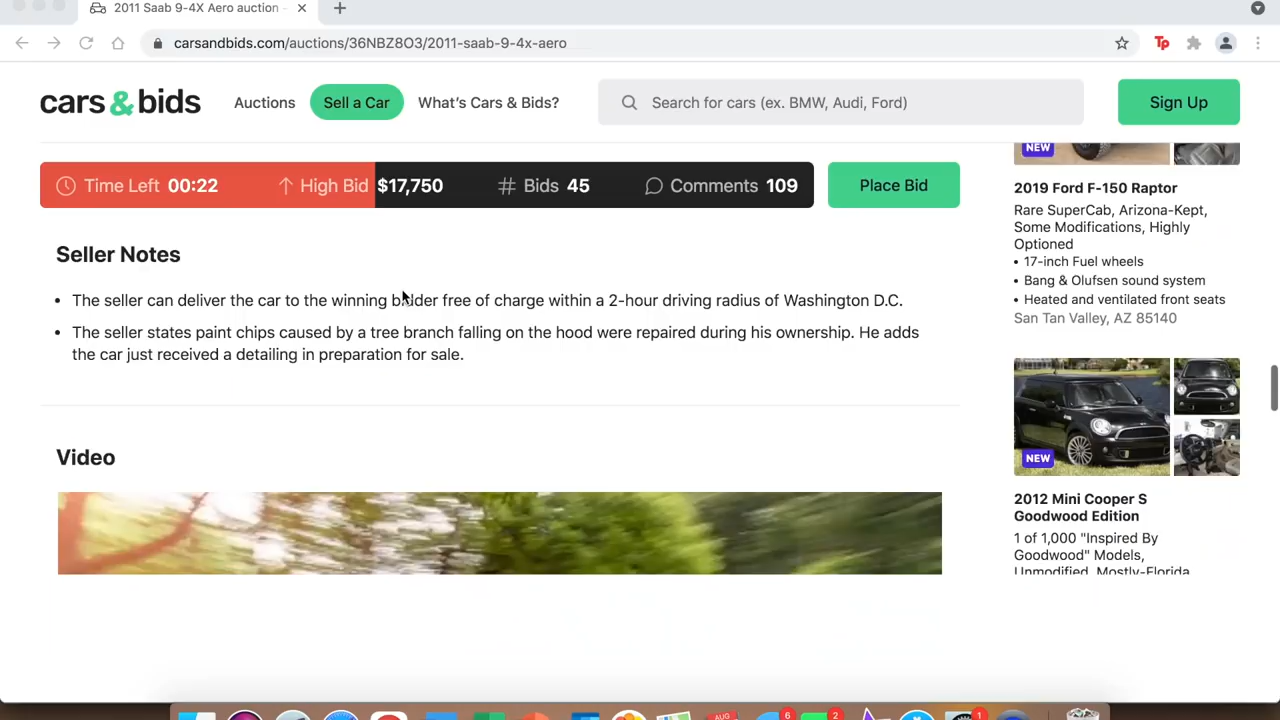 2011 Saab 9-4X Aero auction -
carsandbids.com/auctions/36NBZ8O3/2011-saab-9-4x-aero
Tp
cars & bids
Auctions
Sell a Car
What's Cars & Bids?
Search for cars (ex. BMW, Audi, Ford)
Sign Up
Time Left 00:22
High Bid $17,750
# Bids 45
Comments 109
Place Bid
Seller Notes
• The seller can deliver the car to the winning bidder free of charge within a 2-hour driving radius of Washington D.C.
• The seller states paint chips caused by a tree branch falling on the hood were repaired during his ownership. He adds
the car just received a detailing in preparation for sale.
Video
NEW
2019 Ford F-150 Raptor
Rare SuperCab, Arizona-Kept,
Some Modifications, Highly
Optioned
• 17-inch Fuel wheels
• Bang & Olufsen sound system
• Heated and ventilated front seats
San Tan Valley, AZ 85140
NEW
2012 Mini Cooper S
Goodwood Edition
1 of 1,000 "Inspired By
Goodwood" Models,
Unmodified, Mostly-Florida
AUG
6
2
1